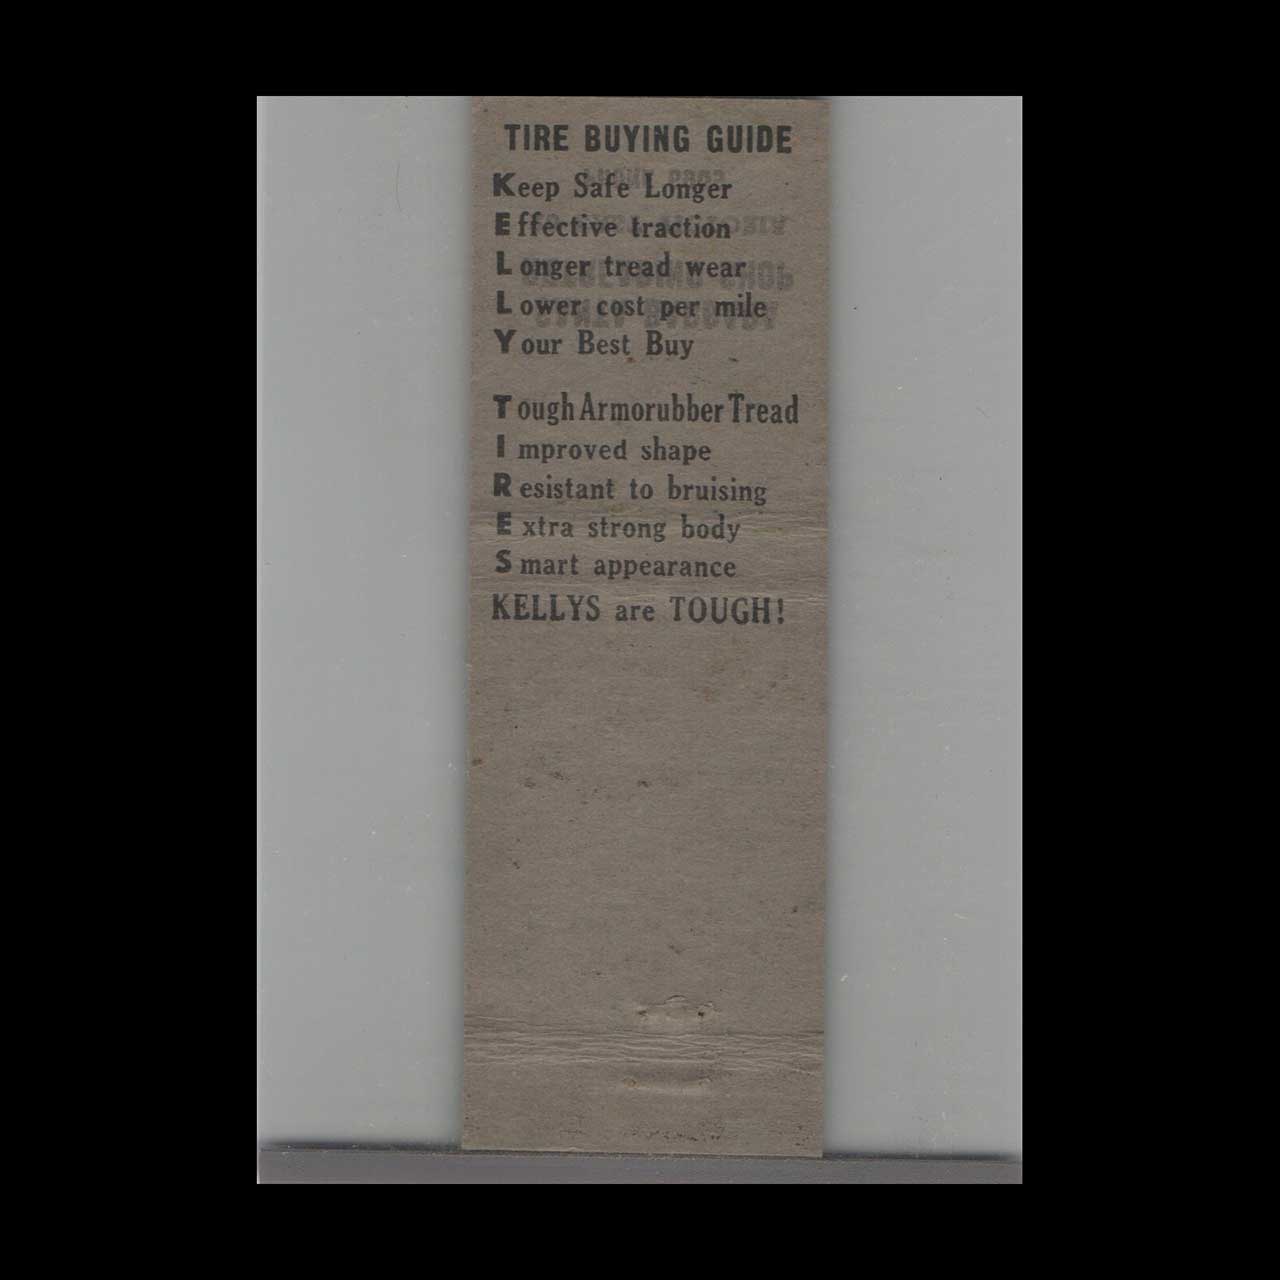 TIRE BUYING GUIDE
Keep Safe Longer
Effective traction
Longer tread wear
Lower cost per mile
Your Best Buy
Tough Armorubber Tread
Improved shape
Resistant to bruising
Extra strong body
Smart appearance
KELLYS are TOUGH!